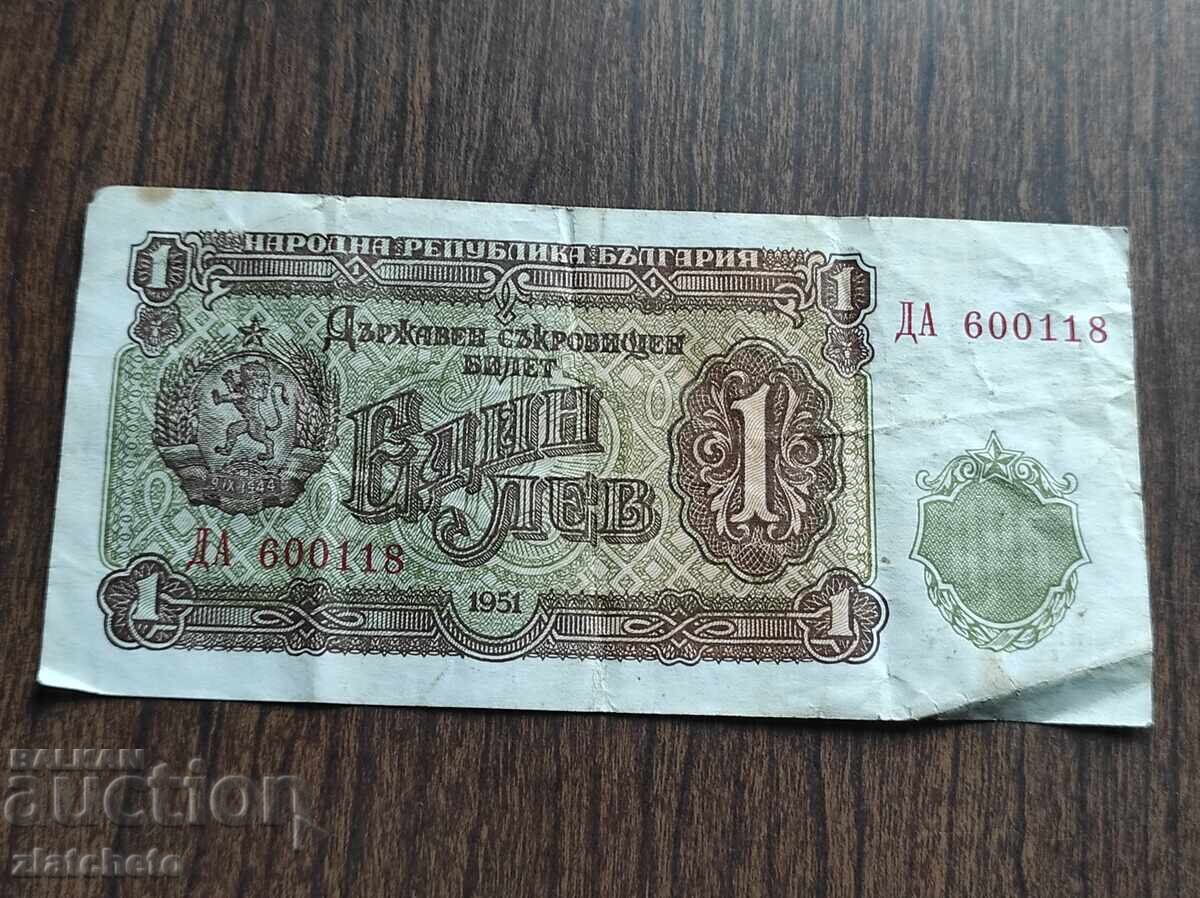 1 НАРОДНА РЕПУБЛИКА БЪЛГАРИЯ 1
ДЪРЖАВЕН СЪКРОВИЩЕН
БИЛЕТ
ДА 600118
ЕДИН
ЛЕВ
1
9·IX·1944
ДА 600118
1 1951 1
BALKAN
auction
zlatcheto